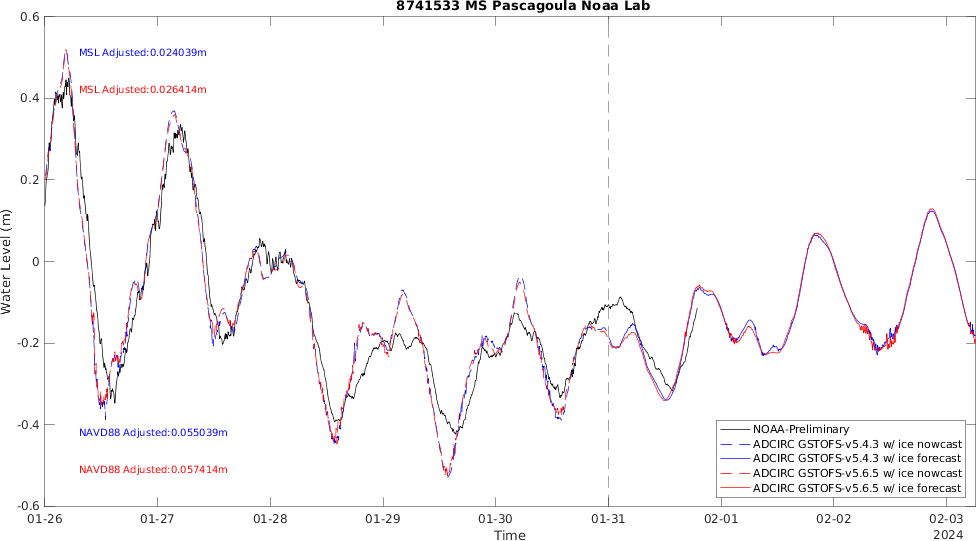 8741533 MS Pascagoula Noaa Lab
0.6
MSL Adjusted:0.024039m
MSL Adjusted:0.026414m
0.4
0.2
0
-0.2
-0.4
-0.6
Water Level (m)
NAVD88 Adjusted:0.055039m
NAVD88 Adjusted:0.057414m
NOAA-Preliminary
ADCIRC GSTOFS-v5.4.3 w/ ice nowcast
ADCIRC GSTOFS-v5.4.3 w/ ice forecast
ADCIRC GSTOFS-v5.6.5 w/ ice nowcast
ADCIRC GSTOFS-v5.6.5 w/ ice forecast
01-26 01-27 01-28 01-29 01-30 01-31 02-01 02-02 02-03
Time
2024